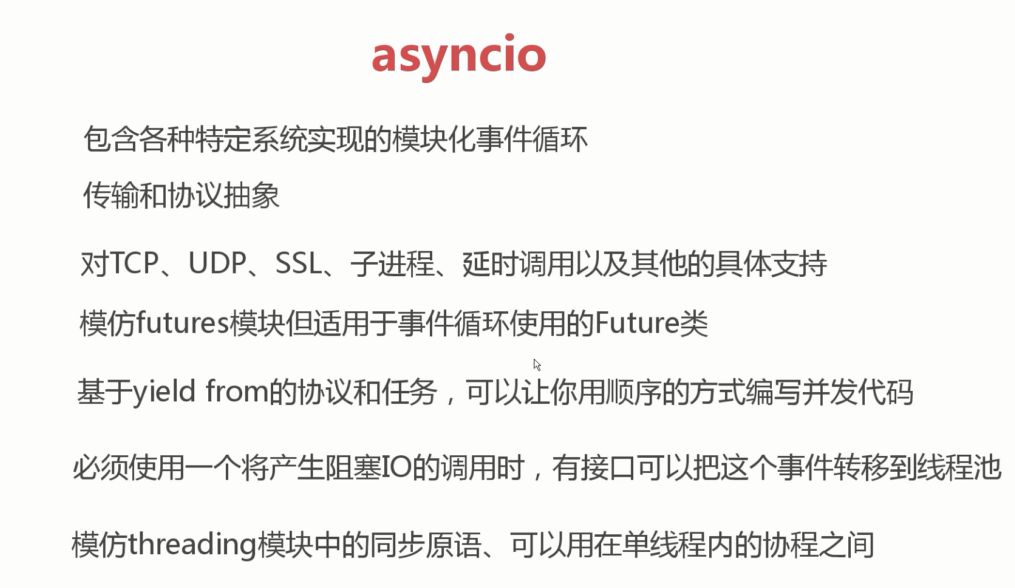 asyncio
包含各种特定系统实现的模块化事件循环
传输和协议抽象
对TCP、UDP、SSL、子进程、延时调用以及其他的具体支持
模仿futures模块但适用于事件循环使用的Future类
基于yield from的协议和任务，可以让你用顺序的方式编写并发代码
必须使用一个将产生阻塞IO的调用时，有接口可以把这个事件转移到线程池
模仿threading模块中的同步原语、可以用在单线程内的协程之间